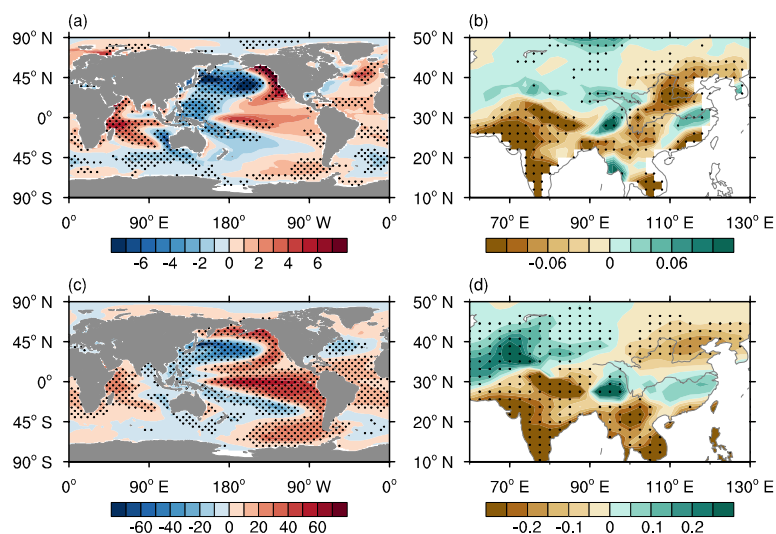 (a)
(b)
90° N
45° N
0°
45° S
90° S
0° 90° E 180° 90° W 0°
50° N
40° N
30° N
20° N
10° N
70° E 90° E 110° E 130° E
-6 -4 -2 0 2 4 6
-0.06 0 0.06
(c)
(d)
90° N
45° N
0°
45° S
90° S
0° 90° E 180° 90° W 0°
50° N
40° N
30° N
20° N
10° N
70° E 90° E 110° E 130° E
-60 -40 -20 0 20 40 60
-0.2 -0.1 0 0.1 0.2